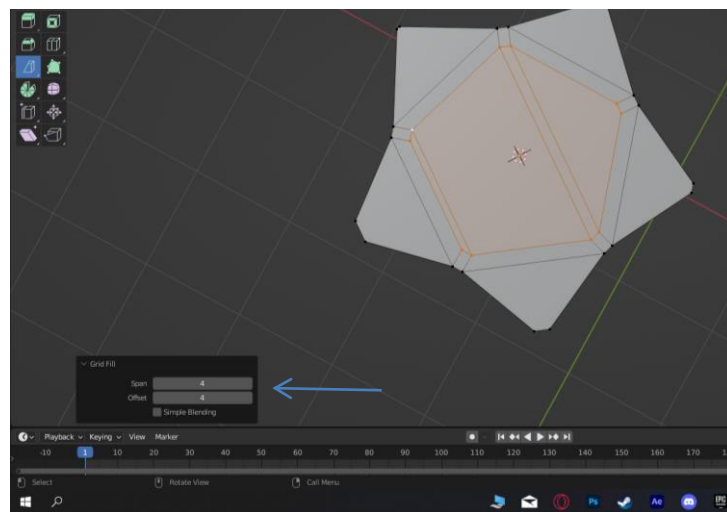 Grid Fill
Span 4
Offset 4
Simple Blending
Playback Keying View Marker
-10 1 10 20 30 40 50 60 70 80 90 100 110 120 130 140 150 160 170
Select Rotate View Call Menu
Ps Ae EPIC